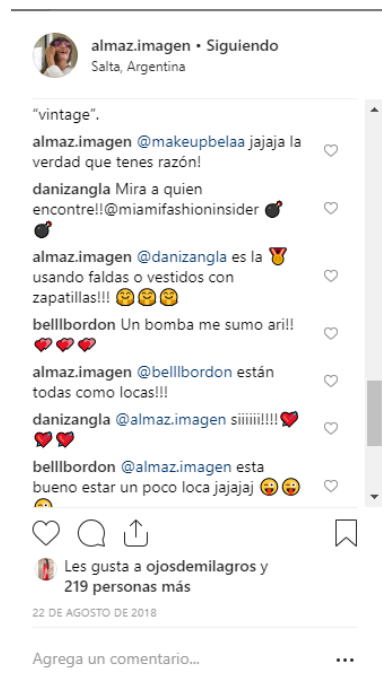 almaz.imagen • Siguiendo
Salta, Argentina
"vintage".
almaz.imagen @makeupbelaa jajaja la
verdad que tenes razón!
danizangla Mira a quien
encontre!!@miamifashioninsider 💣
💣
almaz.imagen @danizangla es la 🏅
usando faldas o vestidos con
zapatillas!!! 🤗🤗🤗
belllbordon Un bomba me sumo ari!!
💕💕💕
almaz.imagen @belllbordon están
todas como locas!!!
danizangla @almaz.imagen siiiiii!!!!💘
💘💘
belllbordon @almaz.imagen esta
bueno estar un poco loca jajajaj 😜😜
😜
Les gusta a ojosdemilagros y
219 personas más
22 DE AGOSTO DE 2018
Agrega un comentario...